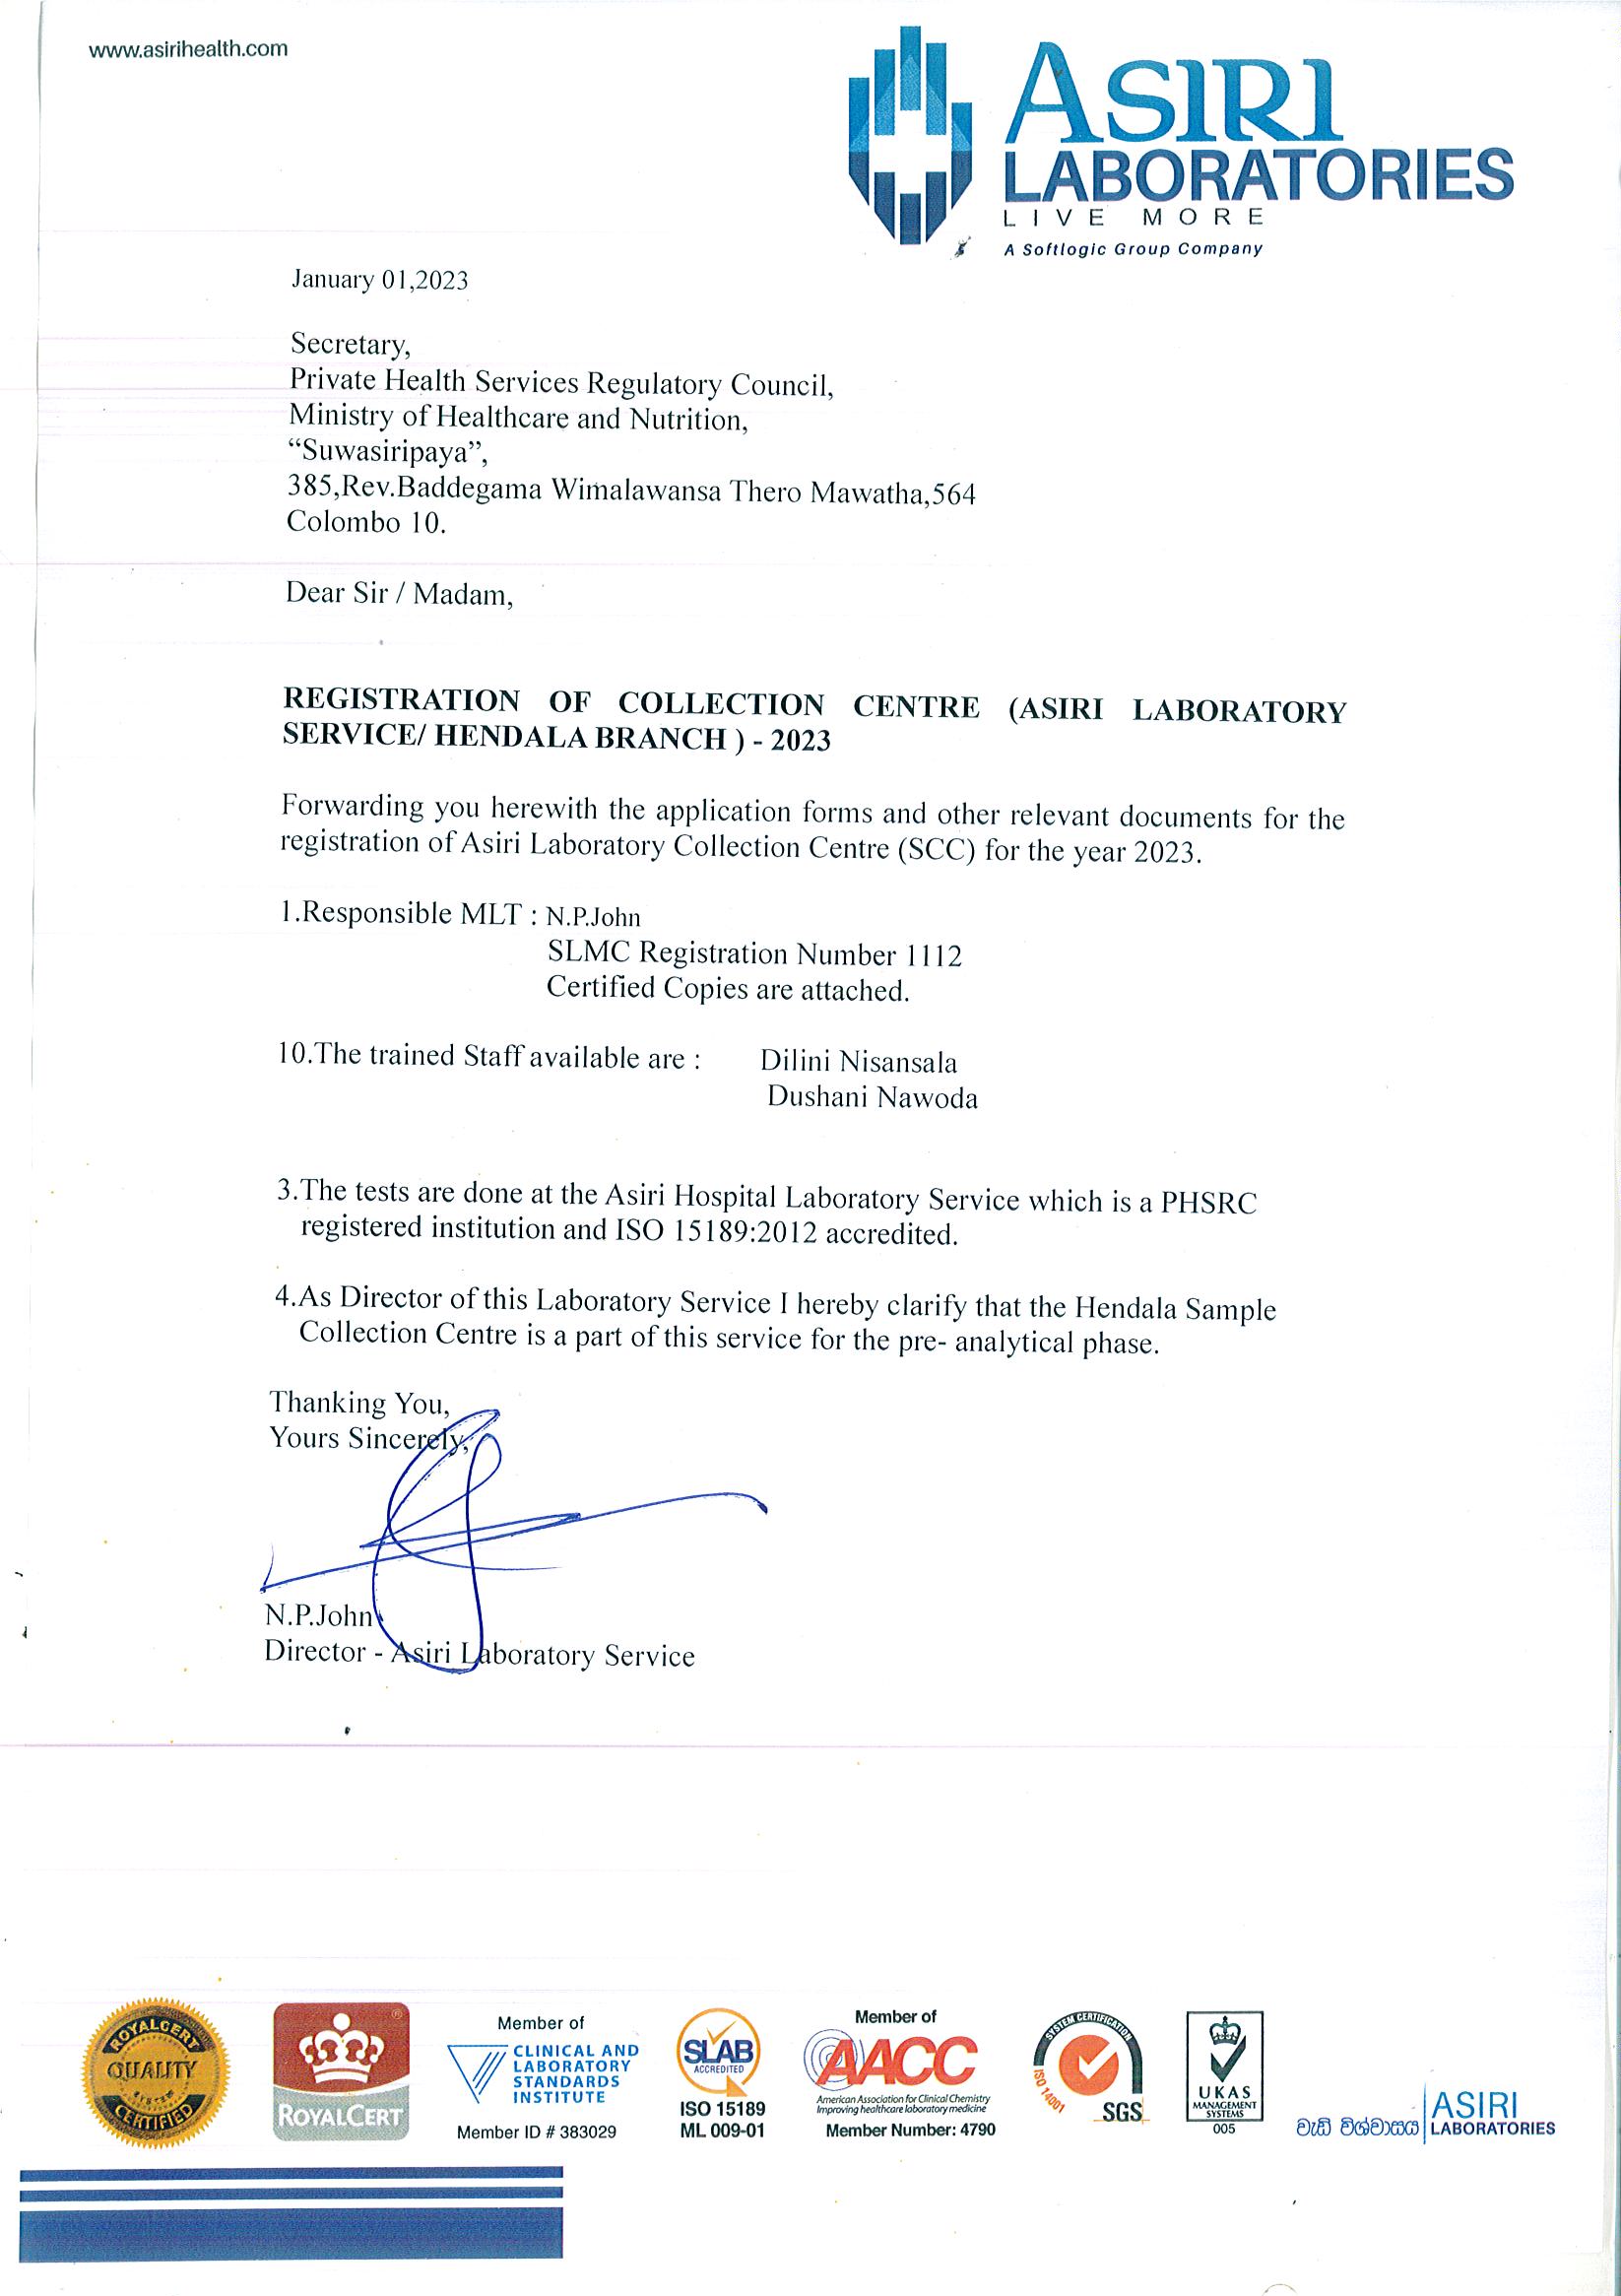 www.asirihealth.com
ASIRI
LABORATORIES
LIVE MORE
A Softlogic Group Company
January 01,2023
Secretary,
Private Health Services Regulatory Council,
Ministry of Healthcare and Nutrition,
“Suwasiripaya”,
385,Rev.Baddegama Wimalawansa Thero Mawatha,564
Colombo 10.
Dear Sir / Madam,
REGISTRATION OF COLLECTION CENTRE (ASIRI LABORATORY
SERVICE/ HENDALA BRANCH ) - 2023
Forwarding you herewith the application forms and other relevant documents for the
registration of Asiri Laboratory Collection Centre (SCC) for the year 2023.
1.Responsible MLT : N.P.John
SLMC Registration Number 1112
Certified Copies are attached.
10.The trained Staff available are : Dilini Nisansala
Dushani Nawoda
3.The tests are done at the Asiri Hospital Laboratory Service which is a PHSRC
registered institution and ISO 15189:2012 accredited.
4.As Director of this Laboratory Service I hereby clarify that the Hendala Sample
Collection Centre is a part of this service for the pre- analytical phase.
Thanking You,
Yours Sincerely,
N.P.John
Director - Asiri Laboratory Service
ROYALCERT
QUALITY
SYSTEM
CERTIFIED
ROYALCERT
Member of
CLINICAL AND
LABORATORY
STANDARDS
INSTITUTE
Member ID # 383029
SLAB
ACCREDITED
ISO 15189
ML 009-01
Member of
AACC
American Association for Clinical Chemistry
Improving healthcare laboratory medicine
Member Number: 4790
SYSTEM CERTIFICATION
ISO 14001
SGS
UKAS
MANAGEMENT
SYSTEMS
005
වැඩි විශ්වාසය
ASIRI
LABORATORIES